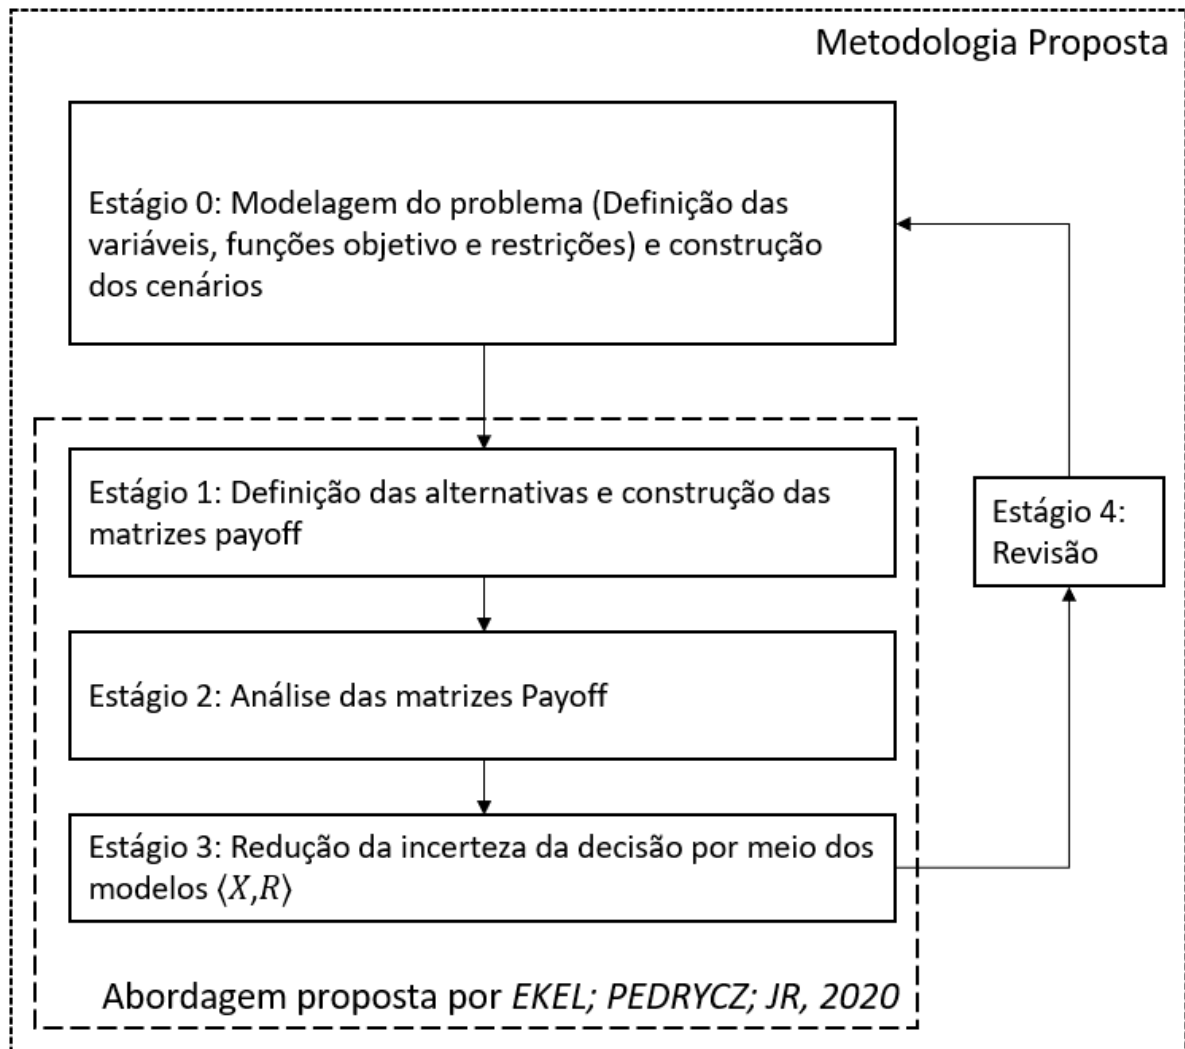 Metodologia Proposta
Estágio 0: Modelagem do problema (Definição das
variáveis, funções objetivo e restrições) e construção
dos cenários
Estágio 1: Definição das alternativas e construção das
matrizes payoff
Estágio 4:
Revisão
Estágio 2: Análise das matrizes Payoff
Estágio 3: Redução da incerteza da decisão por meio dos
modelos ⟨X,R⟩
Abordagem proposta por EKEL; PEDRYCZ; JR, 2020